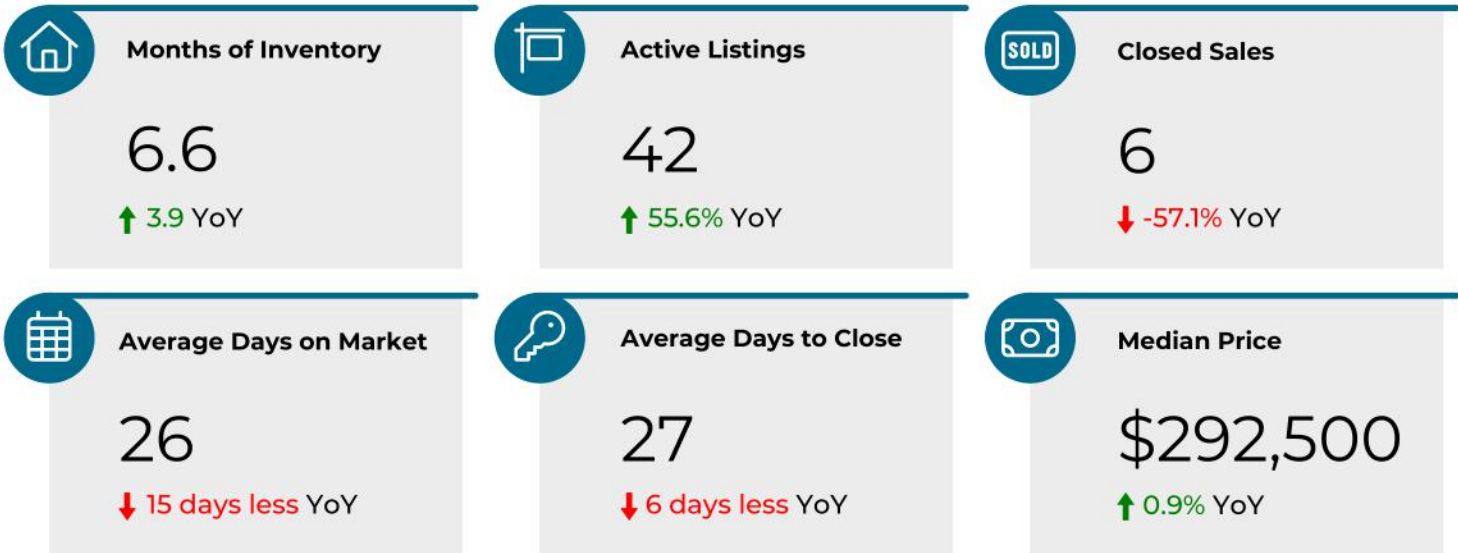 Months of Inventory
6.6
3.9 YoY
Active Listings
42
55.6% YoY
SOLD
Closed Sales
6
-57.1% YoY
Average Days on Market
26
15 days less YoY
Average Days to Close
27
6 days less YoY
Median Price
$292,500
0.9% YoY